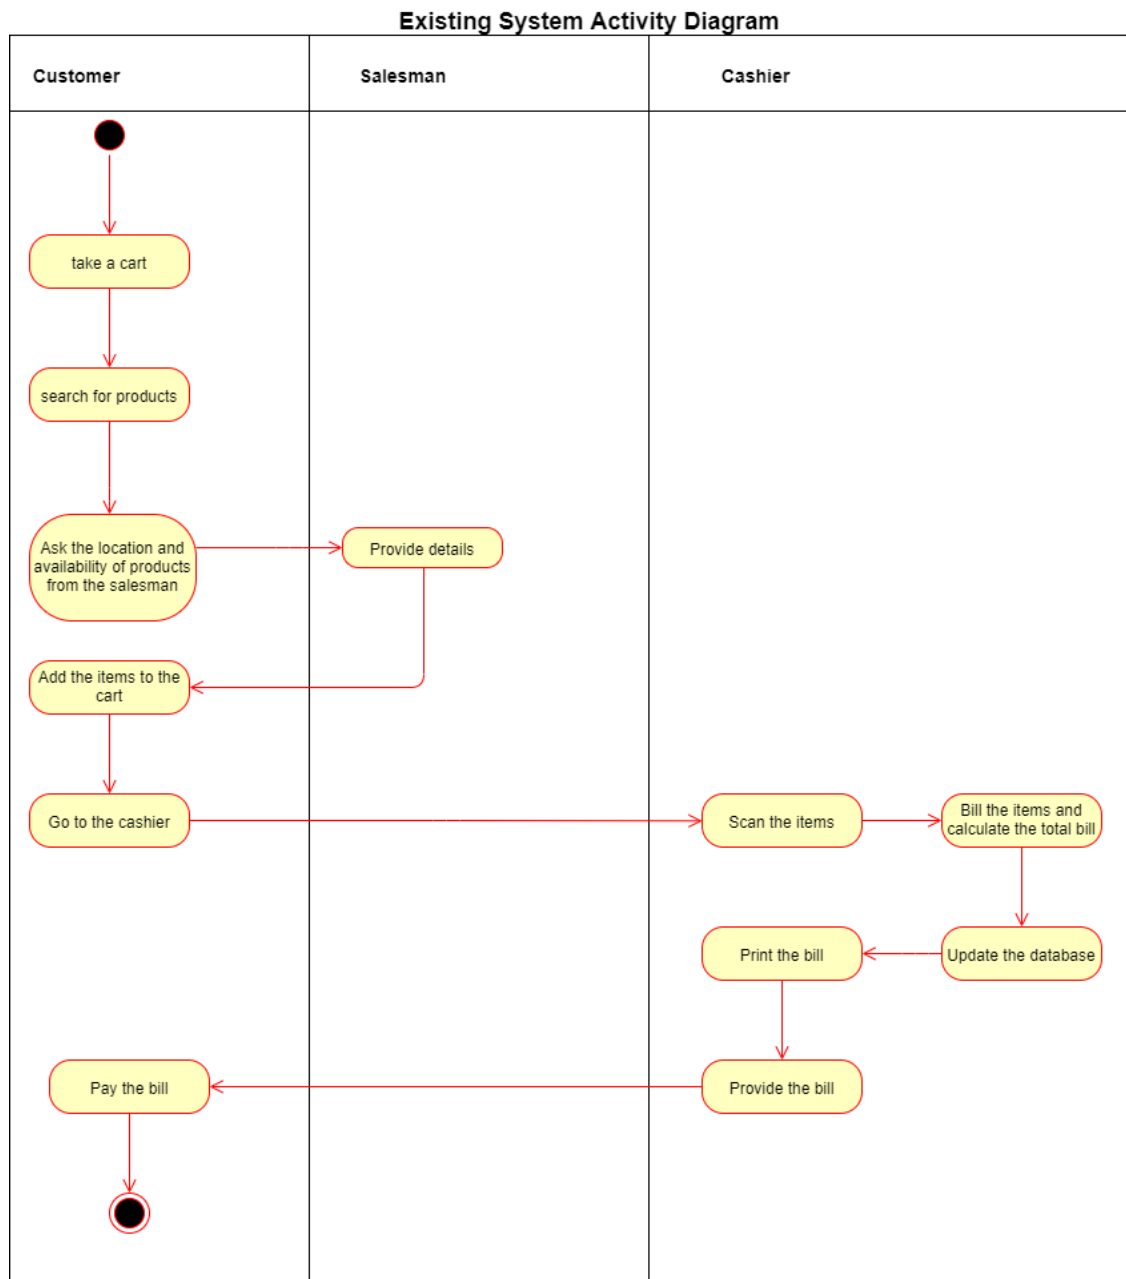 Existing System Activity Diagram
Customer
Salesman
Cashier
take a cart
search for products
Ask the location and
availability of products
from the salesman
Provide details
Add the items to the
cart
Go to the cashier
Scan the items
Bill the items and
calculate the total bill
Print the bill
Update the database
Pay the bill
Provide the bill